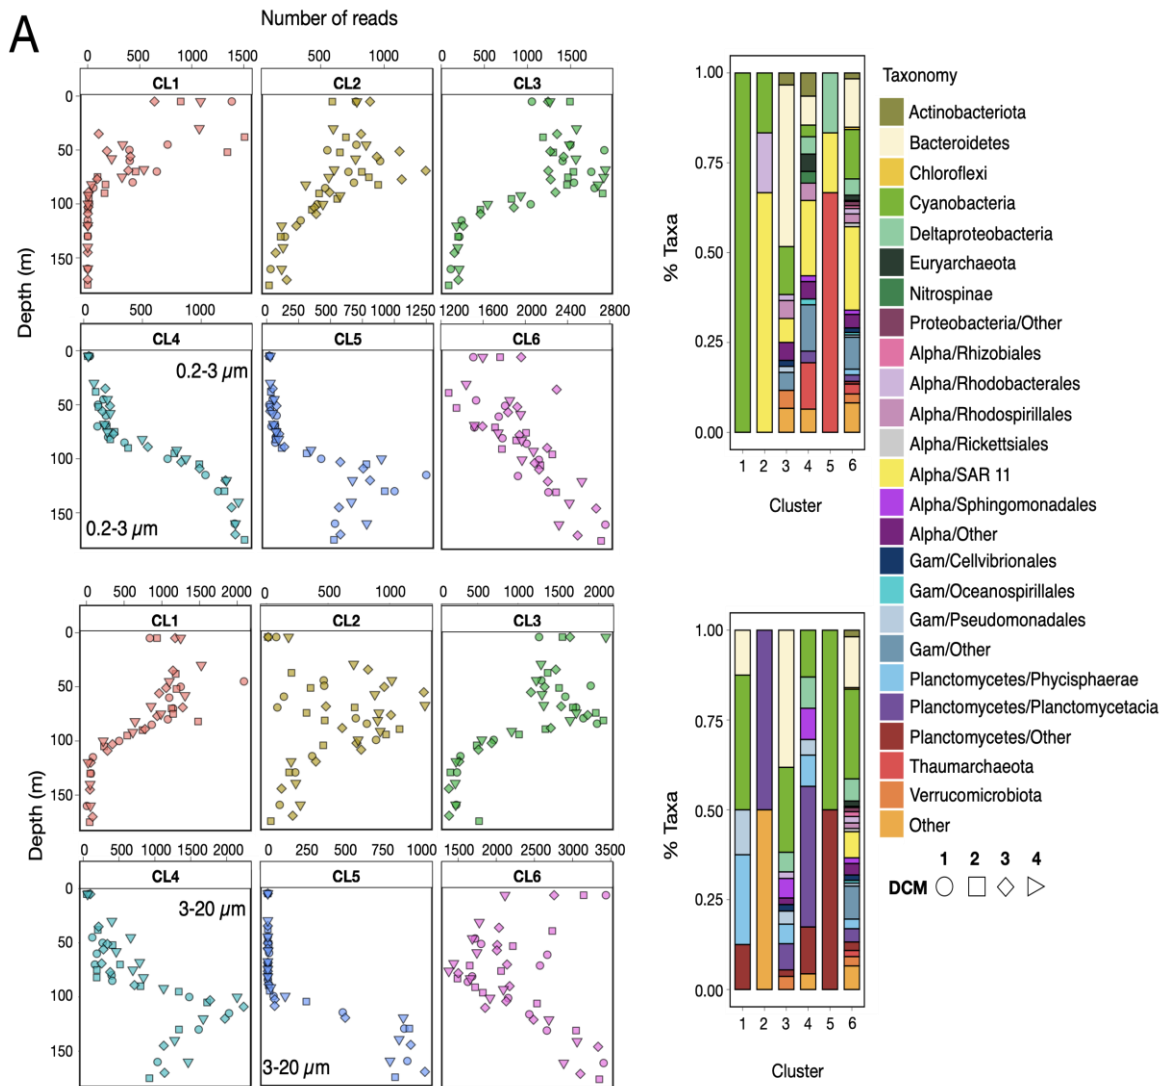 A
Number of reads
0 500 1000 1500
500 1000
0 500 1000 1500
CL1 CL2 CL3
0
50
100
150
Depth (m)
0 500 1000
0 250 500 750 1000 1250
1200 1600 2000 2400 2800
CL4 CL5 CL6
0.2-3 µm
0.2-3 µm
0
50
100
150
0 500 1000 1500 2000
0 500 1000
0 500 1000 1500 2000
CL1 CL2 CL3
0
50
100
150
Depth (m)
0 500 1000 1500 2000
0 250 500 750 1000
1500 2000 2500 3000 3500
CL4 CL5 CL6
3-20 µm
3-20 µm
0
50
100
150
1.00
0.75
0.50
0.25
0.00
% Taxa
1 2 3 4 5 6
Cluster
1.00
0.75
0.50
0.25
0.00
% Taxa
1 2 3 4 5 6
Cluster
Taxonomy
Actinobacteriota
Bacteroidetes
Chloroflexi
Cyanobacteria
Deltaproteobacteria
Euryarchaeota
Nitrospinae
Proteobacteria/Other
Alpha/Rhizobiales
Alpha/Rhodobacterales
Alpha/Rhodospirillales
Alpha/Rickettsiales
Alpha/SAR 11
Alpha/Sphingomonadales
Alpha/Other
Gam/Cellvibrionales
Gam/Oceanospirillales
Gam/Pseudomonadales
Gam/Other
Planctomycetes/Phycisphaerae
Planctomycetes/Planctomycetacia
Planctomycetes/Other
Thaumarchaeota
Verrucomicrobiota
Other
1 2 3 4
DCM